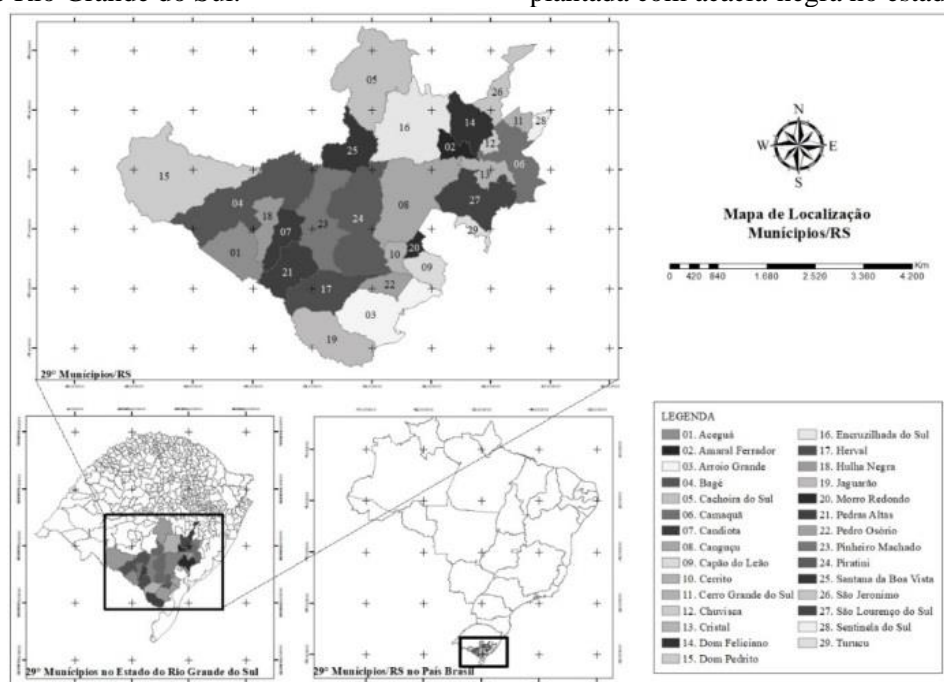 Rio Grande do Sul.
plantada com acácia negra no estad
05
26
16
14
11
28
25
02
12
15
13
06
04
24
08
27
18
07
23
29
01
20
10
21
09
22
17
03
19
29° Munícipios/RS
N
W E
S
Mapa de Localização
Munícipios/RS
Km
0 420 840 1.680 2.520 3.360 4.200
29° Munícipios no Estado do Rio Grande do Sul
29° Munícipios/RS no País Brasil
LEGENDA
01. Aceguá
02. Amaral Ferrador
03. Arroio Grande
04. Bagé
05. Cachoira do Sul
06. Camaquã
07. Candiota
08. Canguçu
09. Capão do Leão
10. Cerrito
11. Cerro Grande do Sul
12. Chuvisca
13. Cristal
14. Dom Feliciano
15. Dom Pedrito
16. Encruzilhada do Sul
17. Herval
18. Hulha Negra
19. Jaguarão
20. Morro Redondo
21. Pedras Altas
22. Pedro Osório
23. Pinheiro Machado
24. Piratini
25. Santana da Boa Vista
26. São Jeronimo
27. São Lourenço do Sul
28. Sentinela do Sul
29. Turuçu